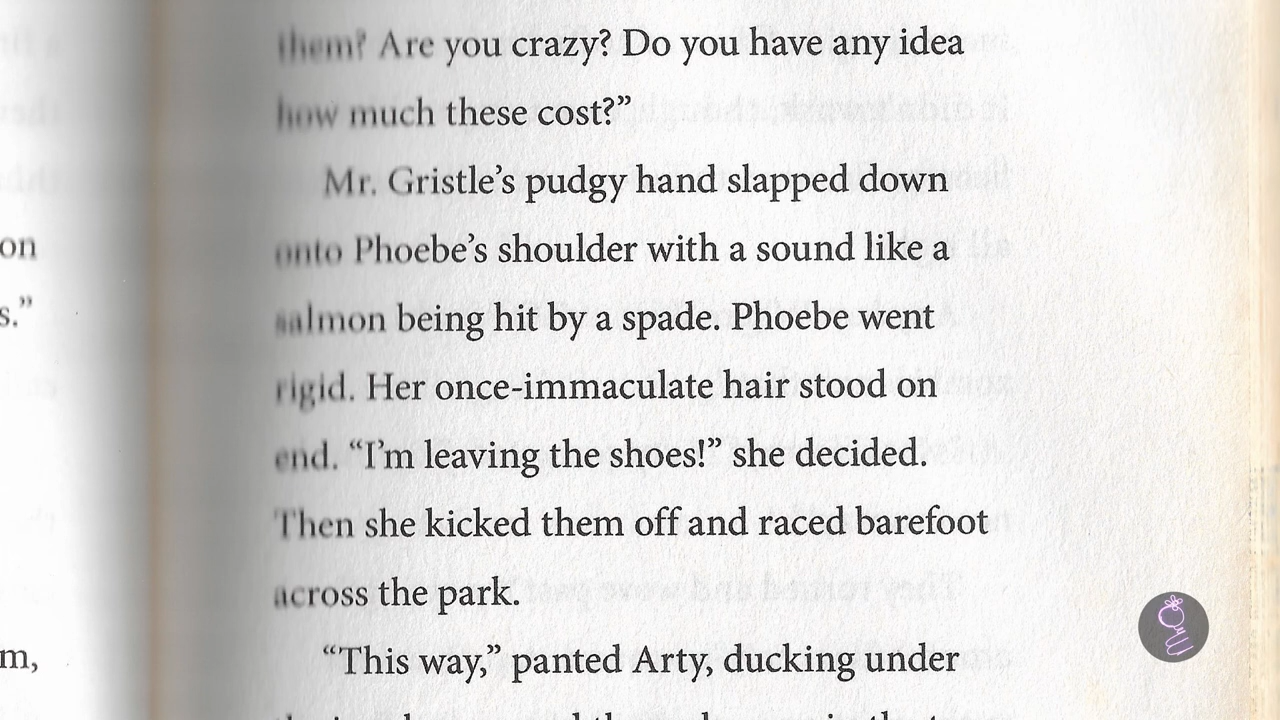 on
s.”
m,
them? Are you crazy? Do you have any idea
how much these cost?”
Mr. Gristle’s pudgy hand slapped down
onto Phoebe’s shoulder with a sound like a
salmon being hit by a spade. Phoebe went
rigid. Her once-immaculate hair stood on
end. “I’m leaving the shoes!” she decided.
Then she kicked them off and raced barefoot
across the park.
“This way,” panted Arty, ducking under